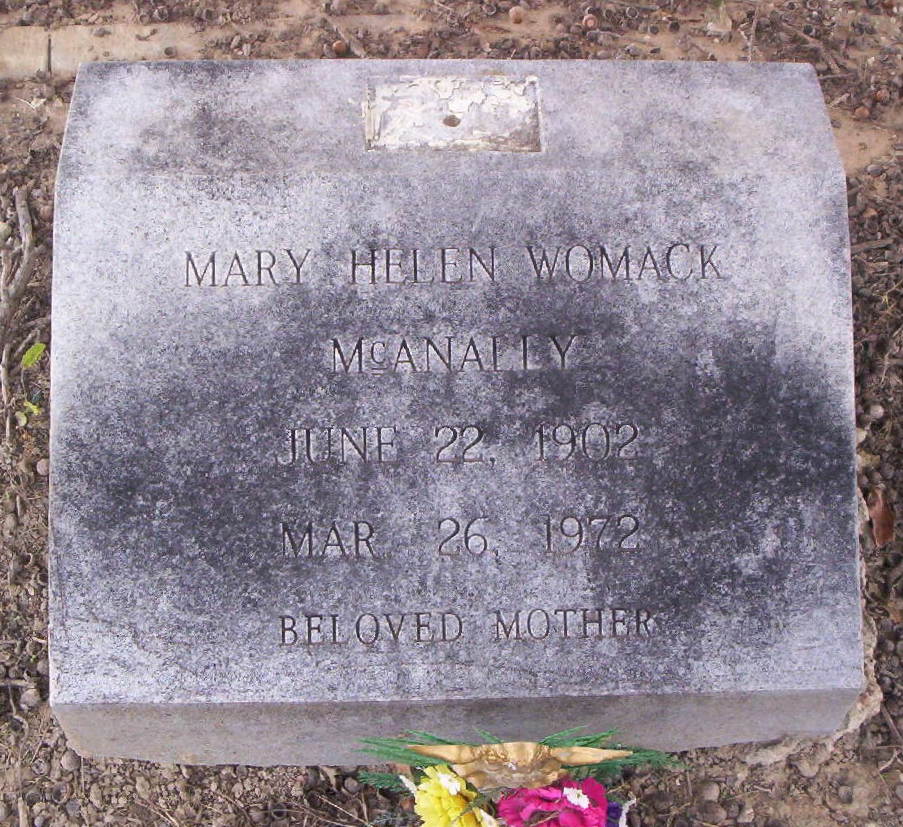 MARY HELEN WOMACK
McANALLY
JUNE 22, 1902
MAR. 26, 1972
BELOVED MOTHER